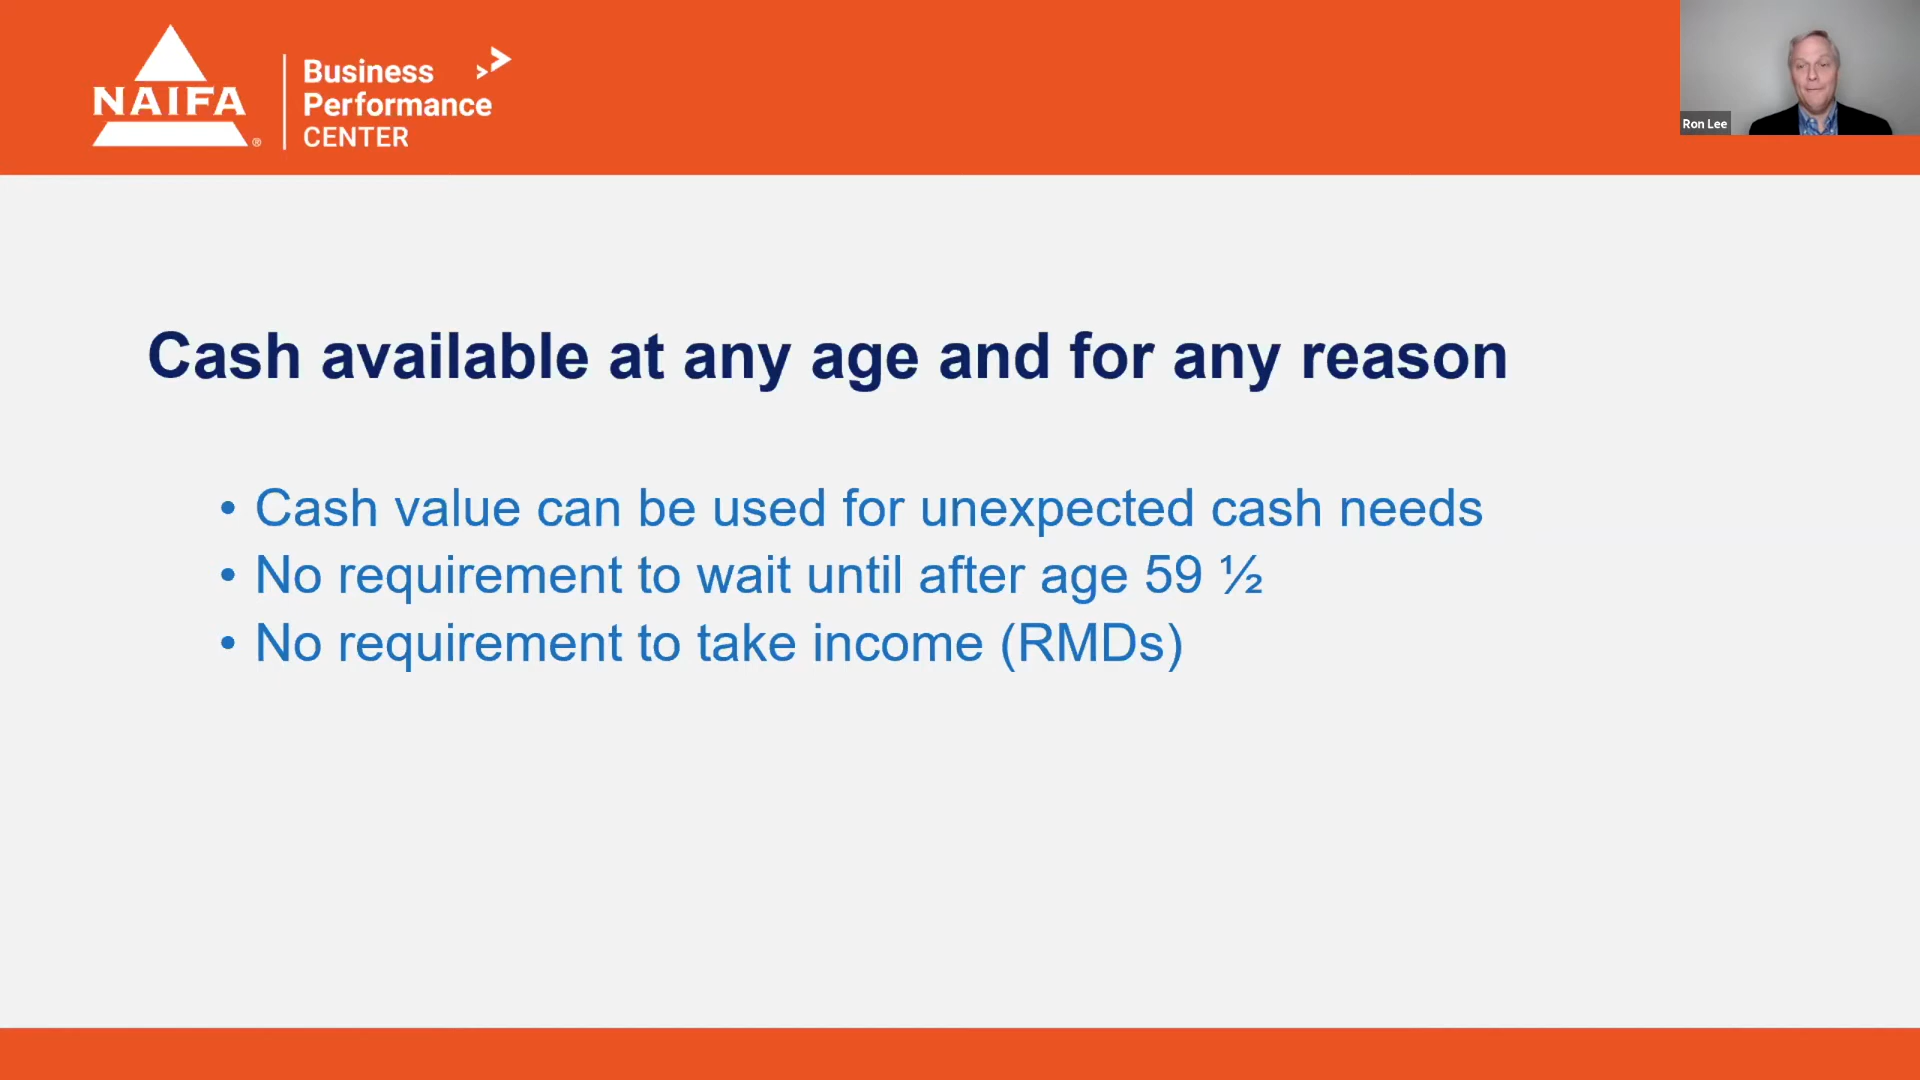 NAIFA®
Business
Performance
CENTER
Ron Lee
Cash available at any age and for any reason
• Cash value can be used for unexpected cash needs
• No requirement to wait until after age 59 ½
• No requirement to take income (RMDs)